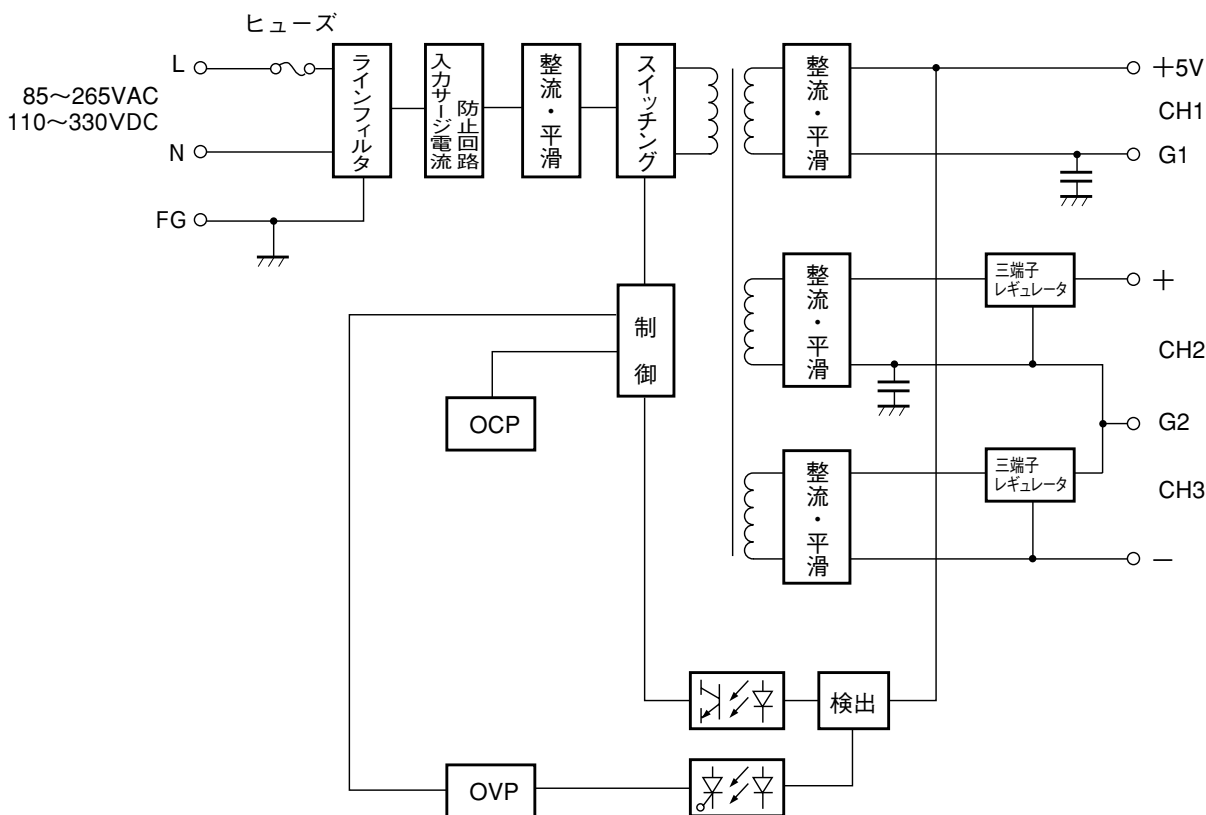 ヒューズ
L
85～265VAC
110～330VDC
N
FG
ラインフィルタ
入力サージ電流
防止回路
整流・平滑
スイッチング
整流・平滑
＋5V
CH1
G1
整流・平滑
三端子
レギュレータ
＋
CH2
制御
OCP
G2
整流・平滑
三端子
レギュレータ
CH3
－
検出
OVP